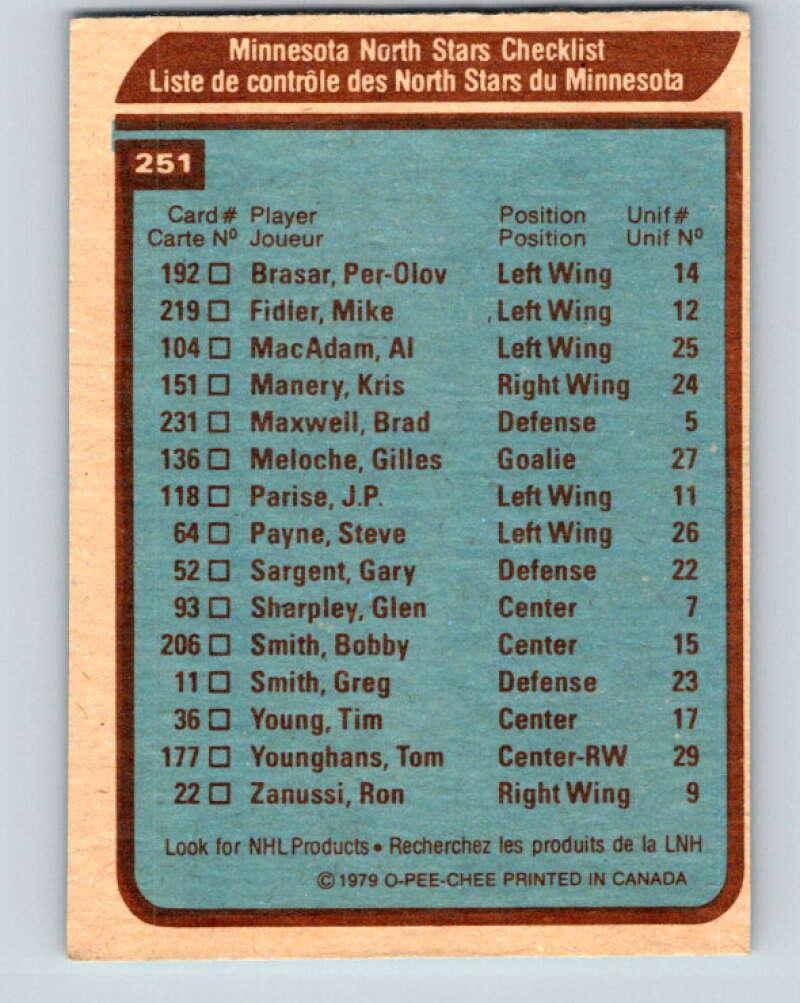 Minnesota North Stars Checklist
Liste de contrôle des North Stars du Minnesota
251
Card # Player Position Unif #
Carte Nº Joueur Position Unif Nº
192 □ Brasar, Per-Olov Left Wing 14
219 □ Fidler, Mike Left Wing 12
104 □ MacAdam, Al Left Wing 25
151 □ Manery, Kris Right Wing 24
231 □ Maxwell, Brad Defense 5
136 □ Meloche, Gilles Goalie 27
118 □ Parise, J.P. Left Wing 11
64 □ Payne, Steve Left Wing 26
52 □ Sargent, Gary Defense 22
93 □ Sharpley, Glen Center 7
206 □ Smith, Bobby Center 15
11 □ Smith, Greg Defense 23
36 □ Young, Tim Center 17
177 □ Younghans, Tom Center-RW 29
22 □ Zanussi, Ron Right Wing 9
Look for NHL Products • Recherchez les produits de la LNH
© 1979 O-PEE-CHEE PRINTED IN CANADA